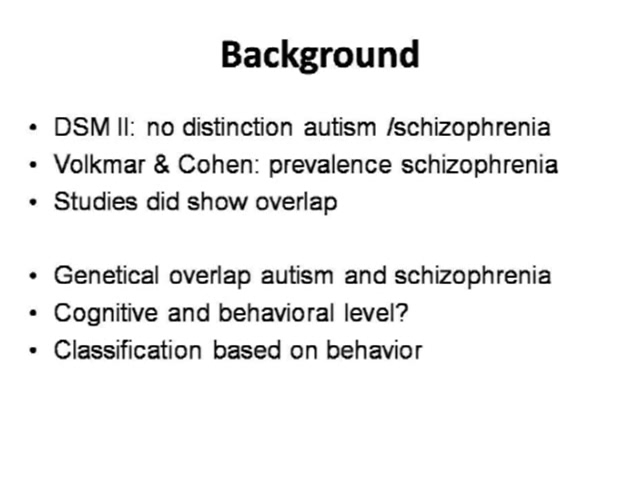 Background
• DSM II: no distinction autism /schizophrenia
• Volkmar & Cohen: prevalence schizophrenia
• Studies did show overlap
• Genetical overlap autism and schizophrenia
• Cognitive and behavioral level?
• Classification based on behavior